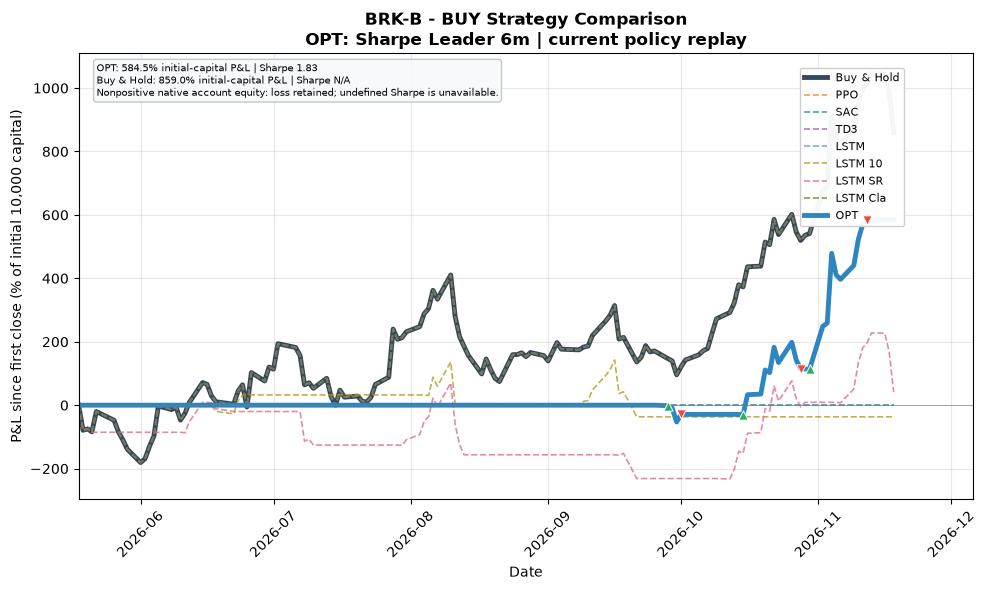 BRK-B - BUY Strategy Comparison
OPT: Sharpe Leader 6m | current policy replay
OPT: 584.5% initial-capital P&L | Sharpe 1.83
Buy & Hold: 859.0% initial-capital P&L | Sharpe N/A
Nonpositive native account equity: loss retained; undefined Sharpe is unavailable.
Buy & Hold
PPO
SAC
TD3
LSTM
LSTM 10
LSTM SR
LSTM Cla
OPT
P&L since first close (% of initial 10,000 capital)
1000
800
600
400
200
0
−200
2026-06
2026-07
2026-08
2026-09
2026-10
2026-11
2026-12
Date